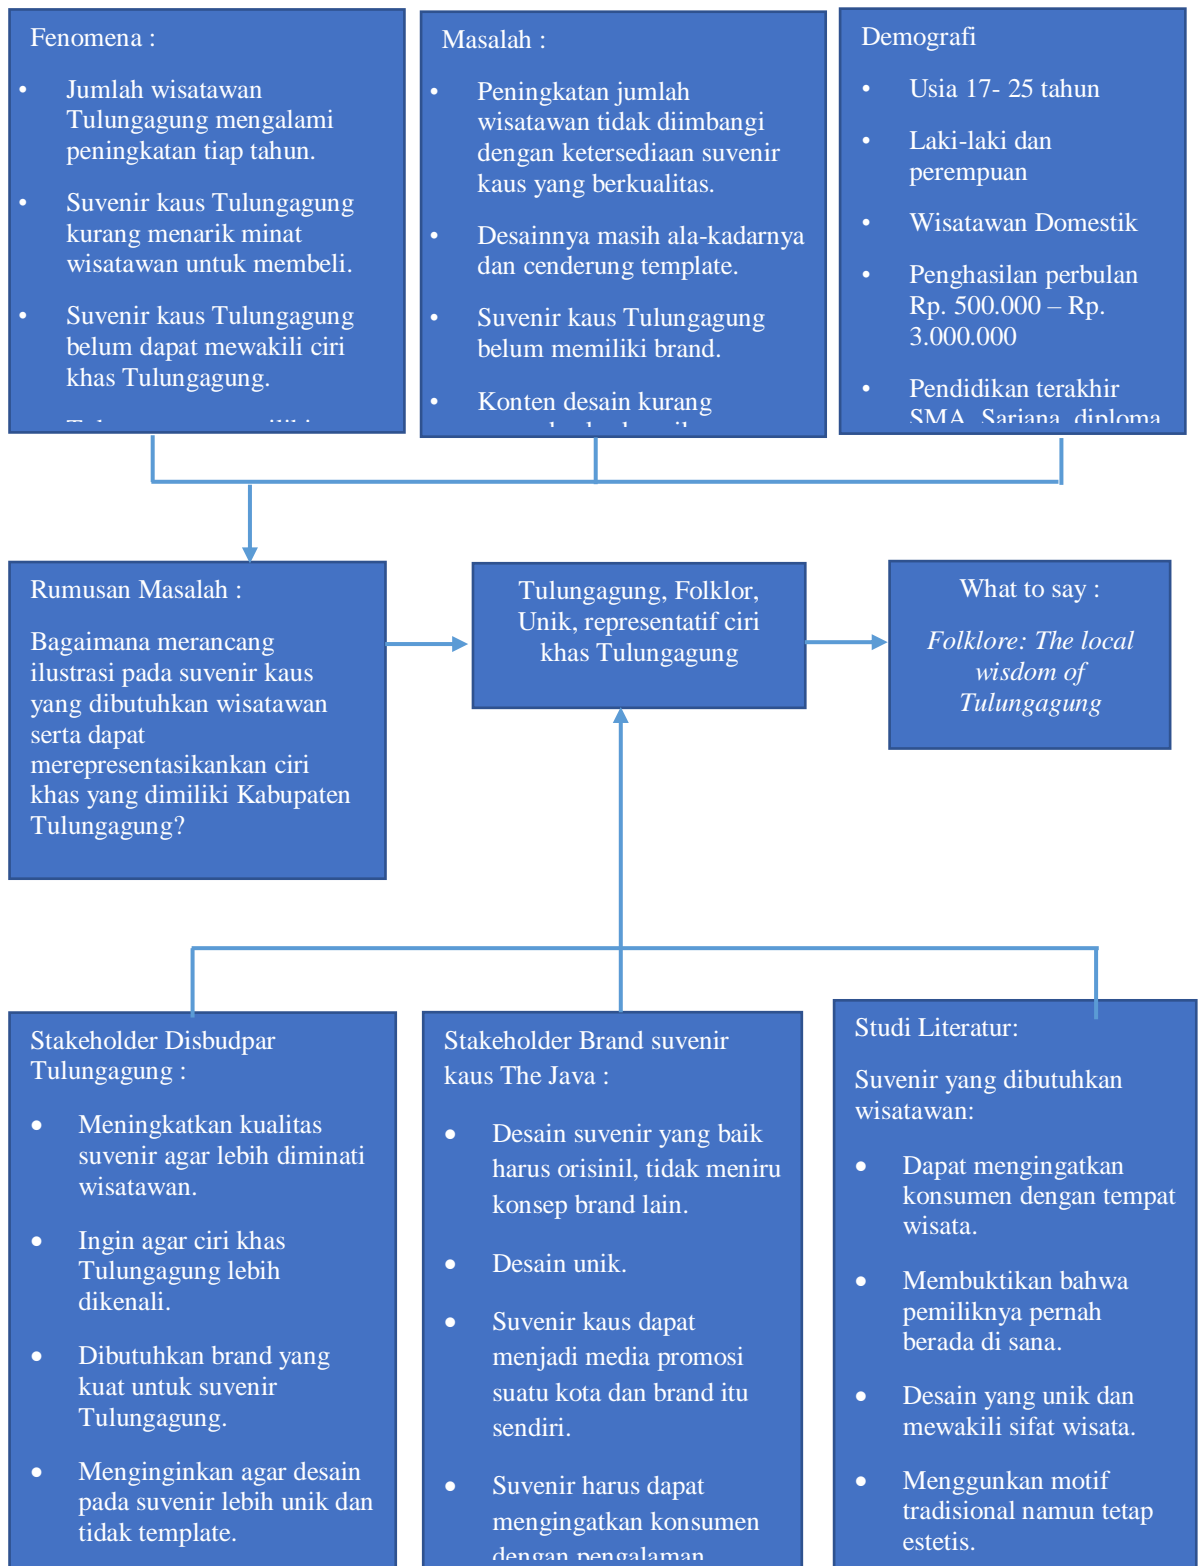 Fenomena :
• Jumlah wisatawan
Tulungagung mengalami
peningkatan tiap tahun.
• Suvenir kaus Tulungagung
kurang menarik minat
wisatawan untuk membeli.
• Suvenir kaus Tulungagung
belum dapat mewakili ciri
khas Tulungagung.
Masalah :
• Peningkatan jumlah
wisatawan tidak diimbangi
dengan ketersediaan suvenir
kaus yang berkualitas.
• Desainnya masih ala-kadarnya
dan cenderung template.
• Suvenir kaus Tulungagung
belum memiliki brand.
• Konten desain kurang
Demografi
• Usia 17- 25 tahun
• Laki-laki dan
perempuan
• Wisatawan Domestik
• Penghasilan perbulan
Rp. 500.000 – Rp.
3.000.000
• Pendidikan terakhir
SMA, Sarjana, diploma
Rumusan Masalah :
Bagaimana merancang
ilustrasi pada suvenir kaus
yang dibutuhkan wisatawan
serta dapat
merepresentasikankan ciri
khas yang dimiliki Kabupaten
Tulungagung?
Tulungagung, Folklor,
Unik, representatif ciri
khas Tulungagung
What to say :
Folklore: The local
wisdom of
Tulungagung
Stakeholder Disbudpar
Tulungagung :
• Meningkatkan kualitas
suvenir agar lebih diminati
wisatawan.
• Ingin agar ciri khas
Tulungagung lebih
dikenali.
• Dibutuhkan brand yang
kuat untuk suvenir
Tulungagung.
• Menginginkan agar desain
pada suvenir lebih unik dan
tidak template.
Stakeholder Brand suvenir
kaus The Java :
• Desain suvenir yang baik
harus orisinil, tidak meniru
konsep brand lain.
• Desain unik.
• Suvenir kaus dapat
menjadi media promosi
suatu kota dan brand itu
sendiri.
• Suvenir harus dapat
mengingatkan konsumen
dengan pengalaman
Studi Literatur:
Suvenir yang dibutuhkan
wisatawan:
• Dapat mengingatkan
konsumen dengan tempat
wisata.
• Membuktikan bahwa
pemiliknya pernah
berada di sana.
• Desain yang unik dan
mewakili sifat wisata.
• Menggunkan motif
tradisional namun tetap
estetis.